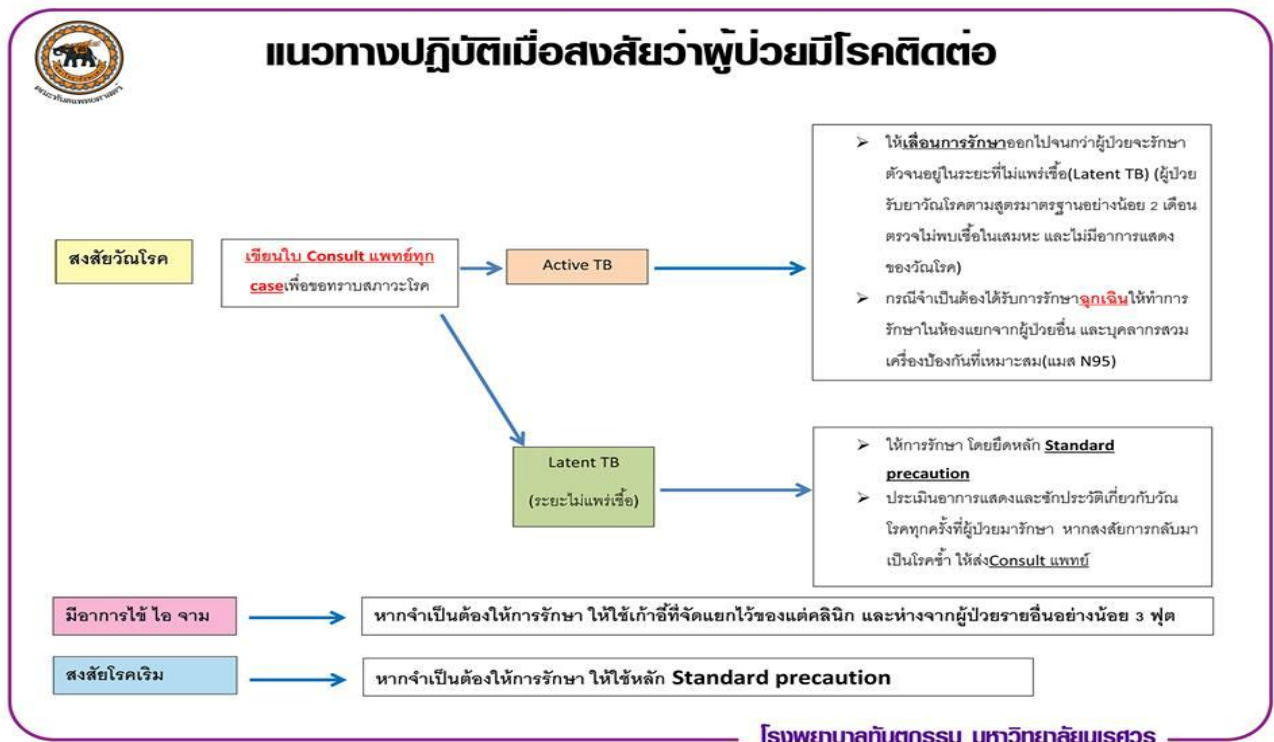 แนวทางปฏิบัติเมื่อสงสัยว่าผู้ป่วยมีโรคติดต่อ
คณะทันตแพทยศาสตร์
สงสัยวัณโรค
เขียนใบ Consult แพทย์ทุก
caseเพื่อขอทราบสภาวะโรค
Active TB
➢ ให้เลื่อนการรักษาออกไปจนกว่าผู้ป่วยจะรักษา
ตัวจนอยู่ในระยะที่ไม่แพร่เชื้อ(Latent TB) (ผู้ป่วย
รับยาวัณโรคตามสูตรมาตรฐานอย่างน้อย 2 เดือน
ตรวจไม่พบเชื้อในเสมหะ และไม่มีอาการแสดง
ของวัณโรค)
➢ กรณีจำเป็นต้องได้รับการรักษาฉุกเฉินให้ทำการ
รักษาในห้องแยกจากผู้ป่วยอื่น และบุคลากรสวม
เครื่องป้องกันที่เหมาะสม(แมส N95)
Latent TB
(ระยะไม่แพร่เชื้อ)
➢ ให้การรักษา โดยยึดหลัก Standard
precaution
➢ ประเมินอาการแสดงและซักประวัติเกี่ยวกับวัณ
โรคทุกครั้งที่ผู้ป่วยมารักษา หากสงสัยการกลับมา
เป็นโรคซ้ำ ให้ส่งConsult แพทย์
มีอาการไข้ ไอ จาม
หากจำเป็นต้องให้การรักษา ให้ใช้เก้าอี้ที่จัดแยกไว้ของแต่คลินิก และห่างจากผู้ป่วยรายอื่นอย่างน้อย 3 ฟุต
สงสัยโรคเริม
หากจำเป็นต้องให้การรักษา ให้ใช้หลัก Standard precaution
โรงพยาบาลทันตกรรม มหาวิทยาลัยนเรศวร